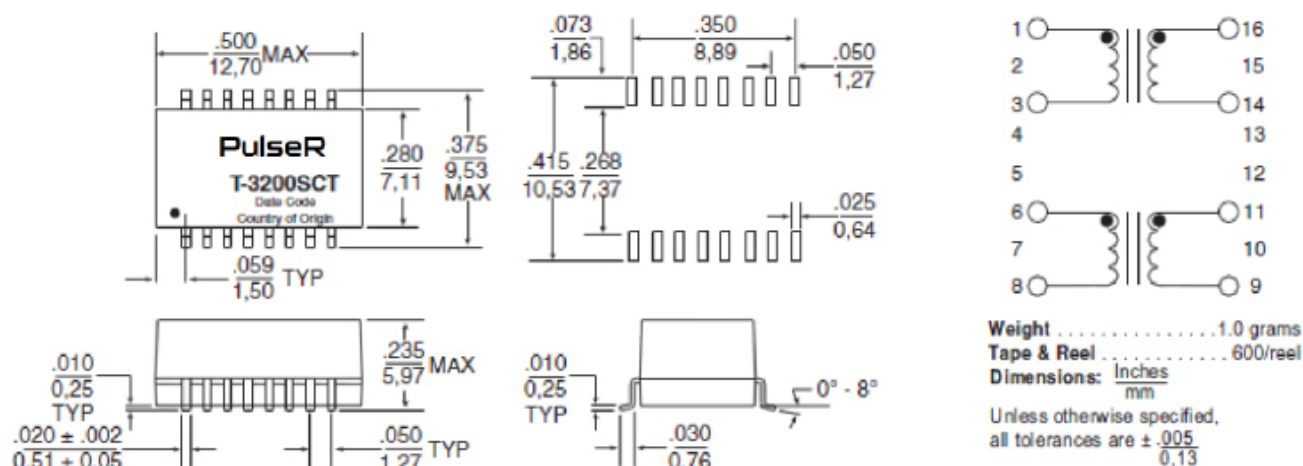 .500
12,70
MAX
PulseR
T-3200SCT
Date Code
Country of Origin
.280
7,11
.375
9,53
MAX
.059
1,50
TYP
.073
1,86
.350
8,89
.050
1,27
.415
10,53
.268
7,37
.025
0,64
1
16
2
15
3
14
4
13
5
12
6
11
7
10
8
9
.010
0,25
TYP
.235
5,97
MAX
.020 ± .002
0,51 ± 0,05
.050
1,27
TYP
.010
0,25
TYP
0° - 8°
.030
0,76
Weight . . . . . . . . . . . . . . . 1.0 grams
Tape & Reel . . . . . . . . . . . . 600/reel
Dimensions: Inches
mm
Unless otherwise specified,
all tolerances are ± .005
0,13